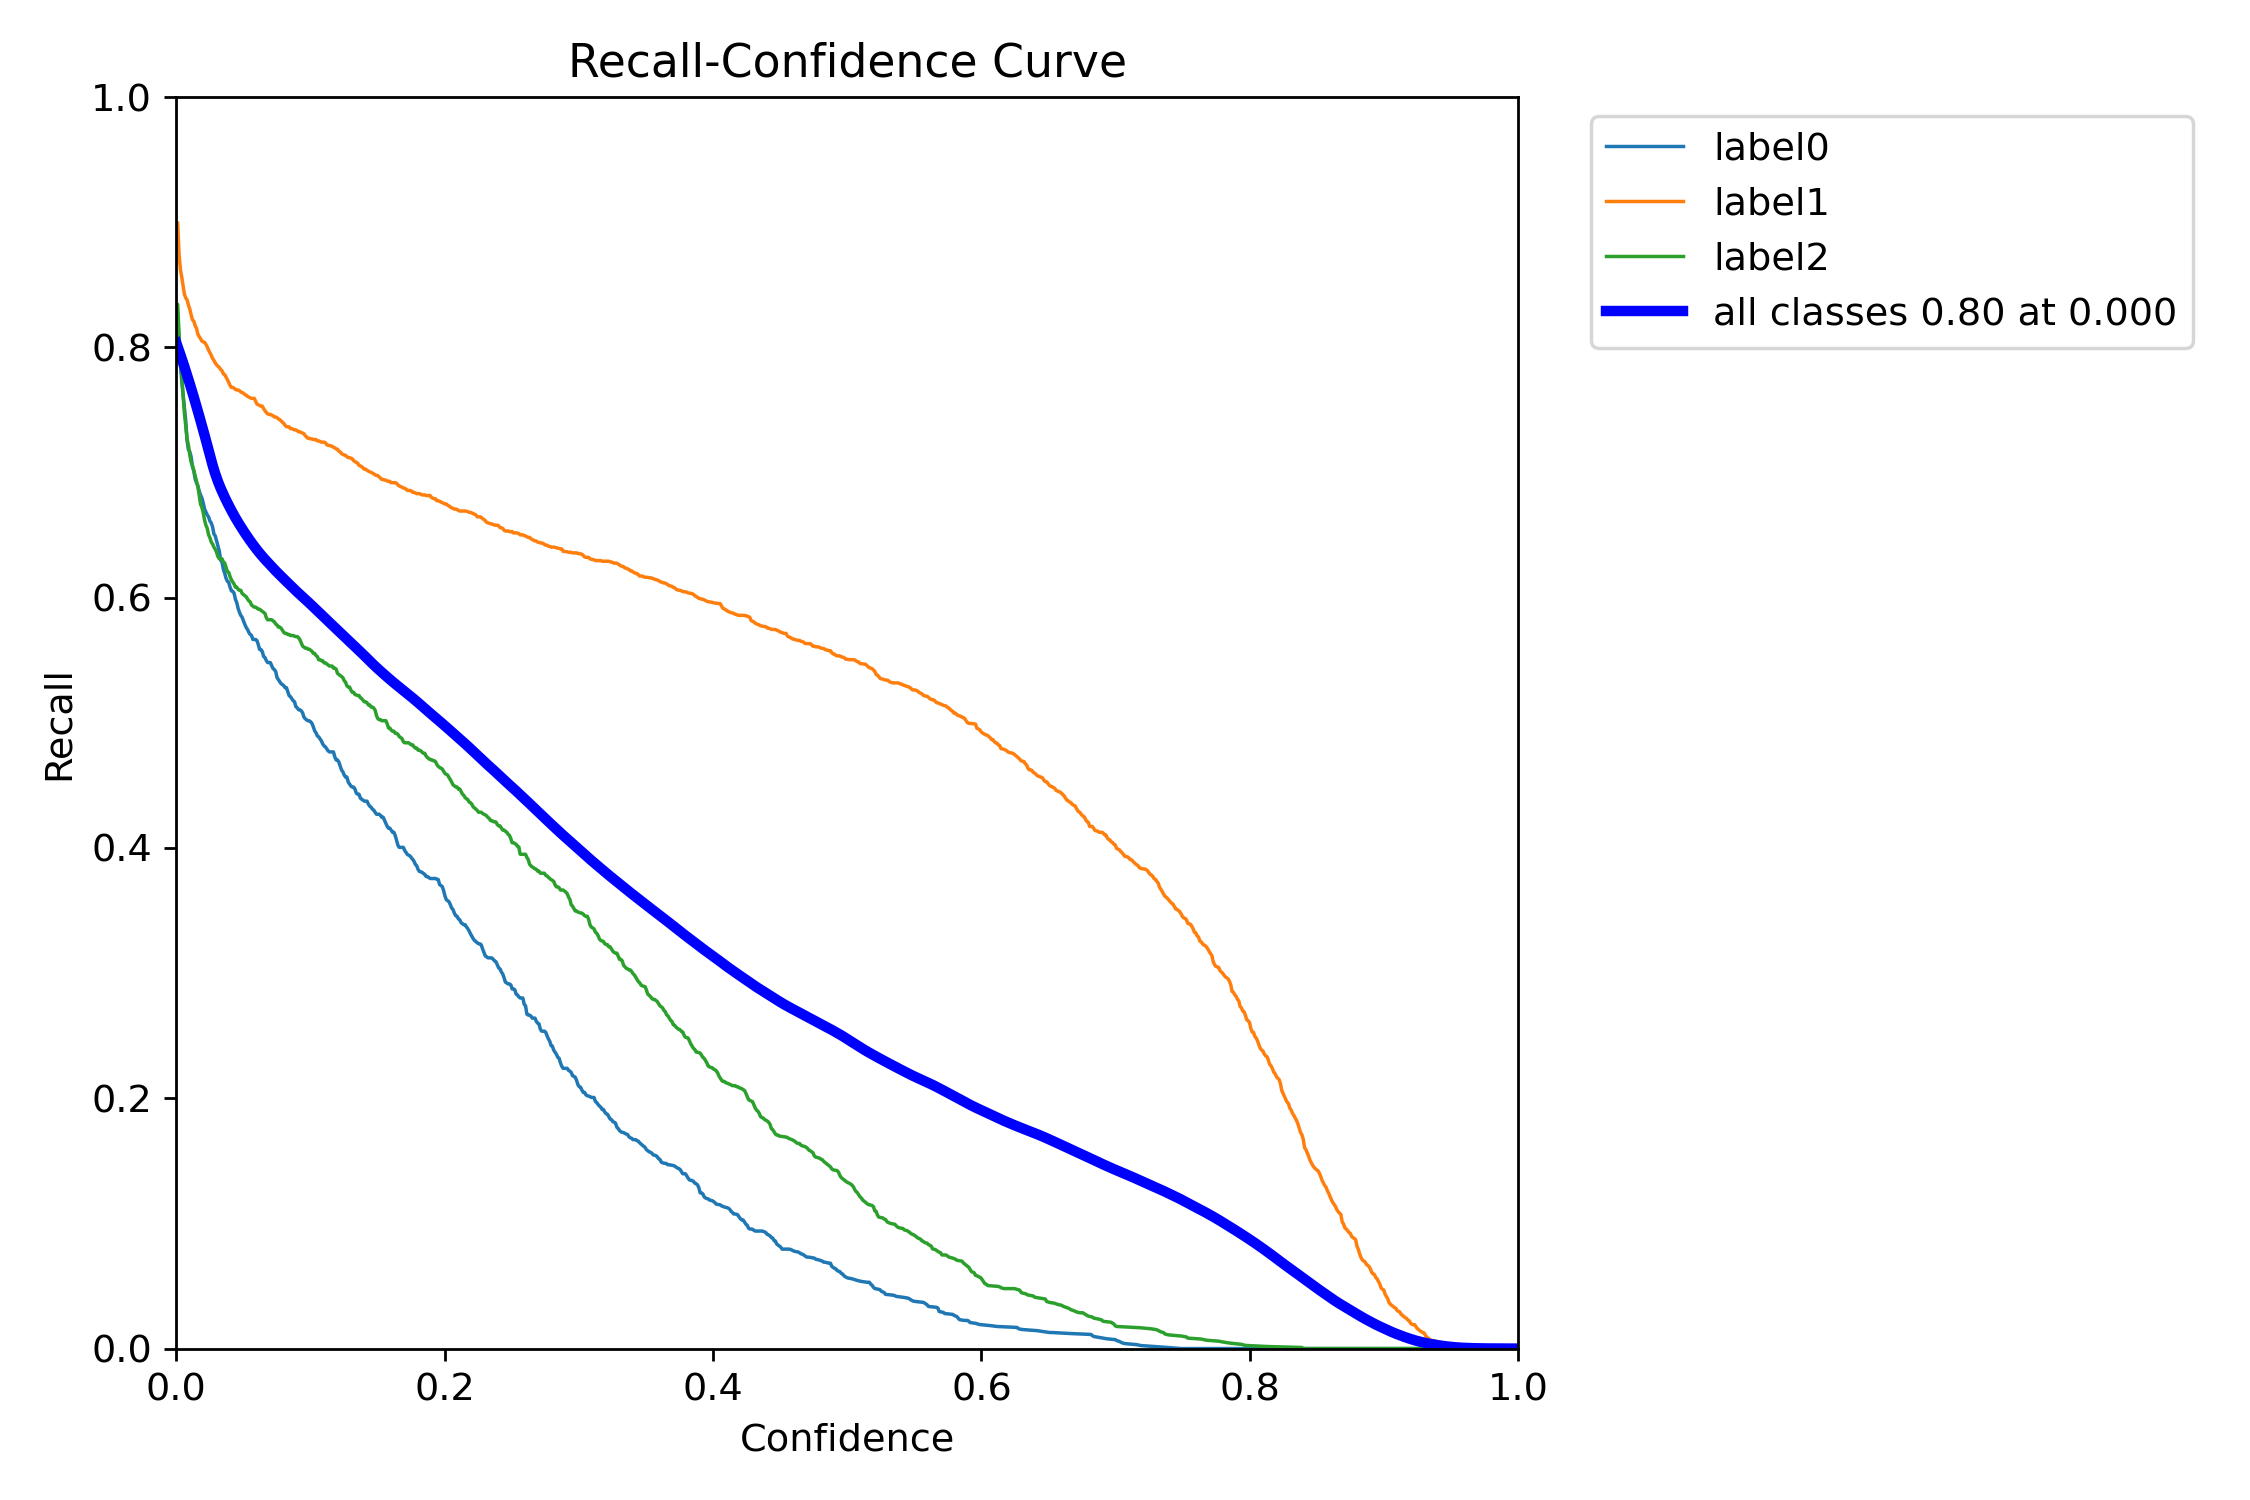 Recall-Confidence Curve
1.0
0.8
0.6
0.4
0.2
0.0
Recall
0.0 0.2 0.4 0.6 0.8 1.0
Confidence
label0
label1
label2
all classes 0.80 at 0.000